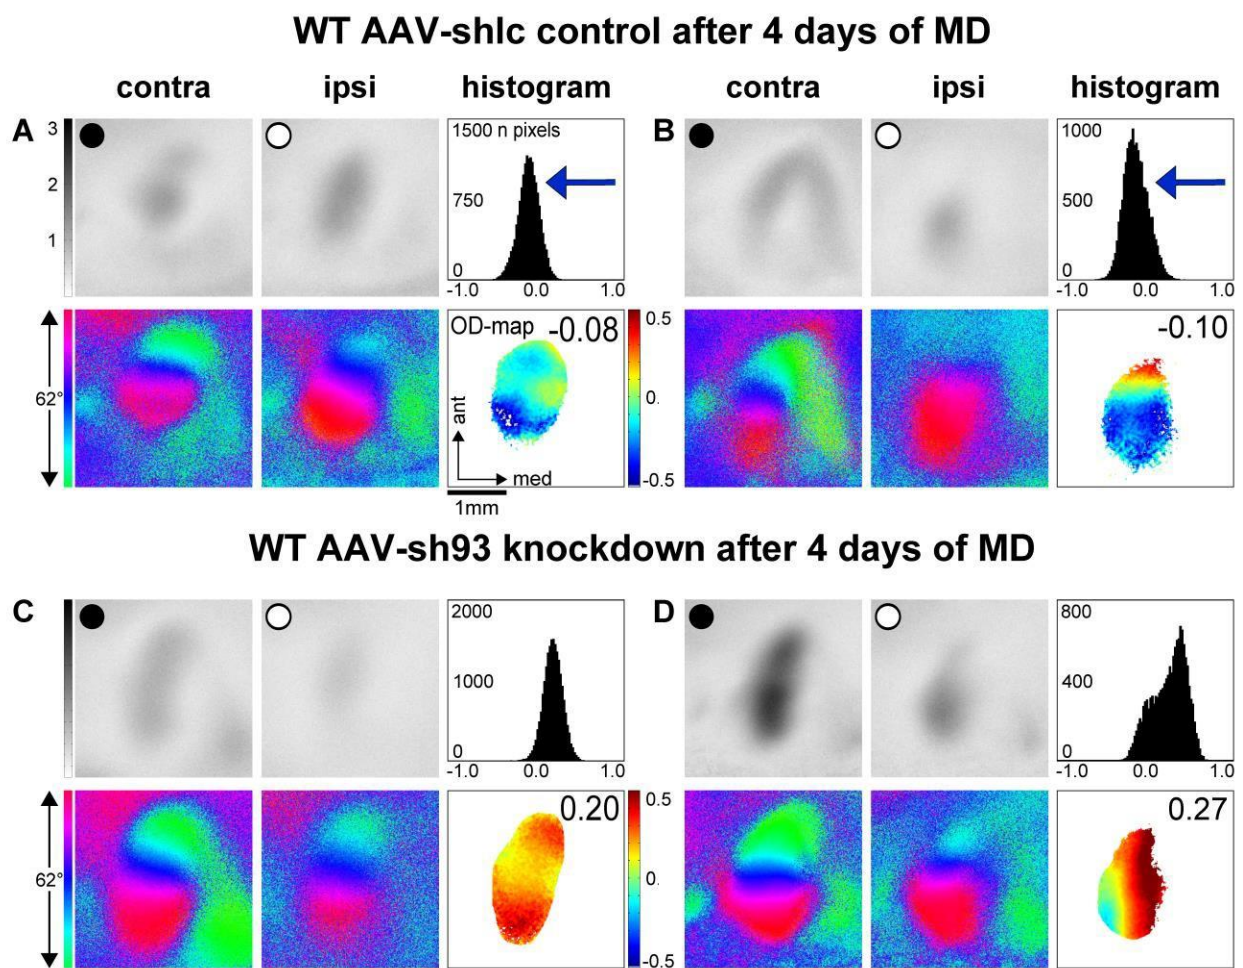 WT AAV-shlc control after 4 days of MD
contra ipsi histogram contra ipsi histogram
A
3
2
1
1500 n pixels
750
0
-1.0 0.0 1.0
B
1000
500
0
-1.0 0.0 1.0
62°
OD-map -0.08
ant
med
1mm
0.5
0.
-0.5
-0.10
WT AAV-sh93 knockdown after 4 days of MD
C
2000
1000
0
-1.0 0.0 1.0
D
800
400
0
-1.0 0.0 1.0
62°
0.20
0.5
0.
-0.5
0.27